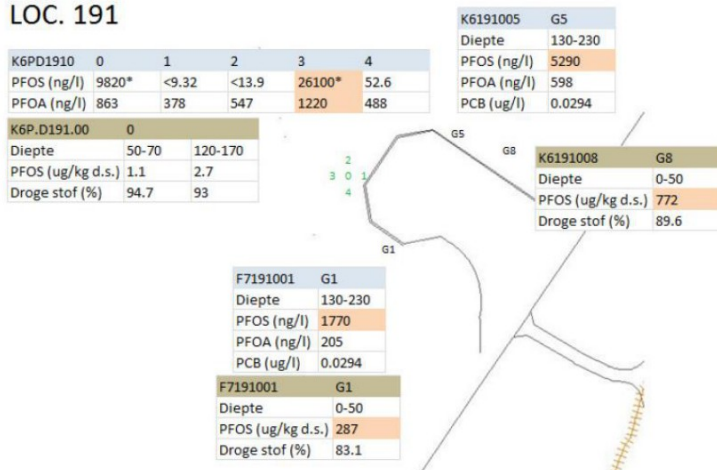 LOC. 191
K6191005 G5
Diepte 130-230
PFOS (ng/l) 5290
PFOA (ng/l) 598
PCB (ug/l) 0.0294
K6PD1910 0 1 2 3 4
PFOS (ng/l) 9820* <9.32 <13.9 26100* 52.6
PFOA (ng/l) 863 378 547 1220 488
K6P.D191.00 0
Diepte 50-70 120-170
PFOS (ug/kg d.s.) 1.1 2.7
Droge stof (%) 94.7 93
G5
G8
2
3 0 1
4
G1
K6191008 G8
Diepte 0-50
PFOS (ug/kg d.s.) 772
Droge stof (%) 89.6
F7191001 G1
Diepte 130-230
PFOS (ng/l) 1770
PFOA (ng/l) 205
PCB (ug/l) 0.0294
F7191001 G1
Diepte 0-50
PFOS (ug/kg d.s.) 287
Droge stof (%) 83.1